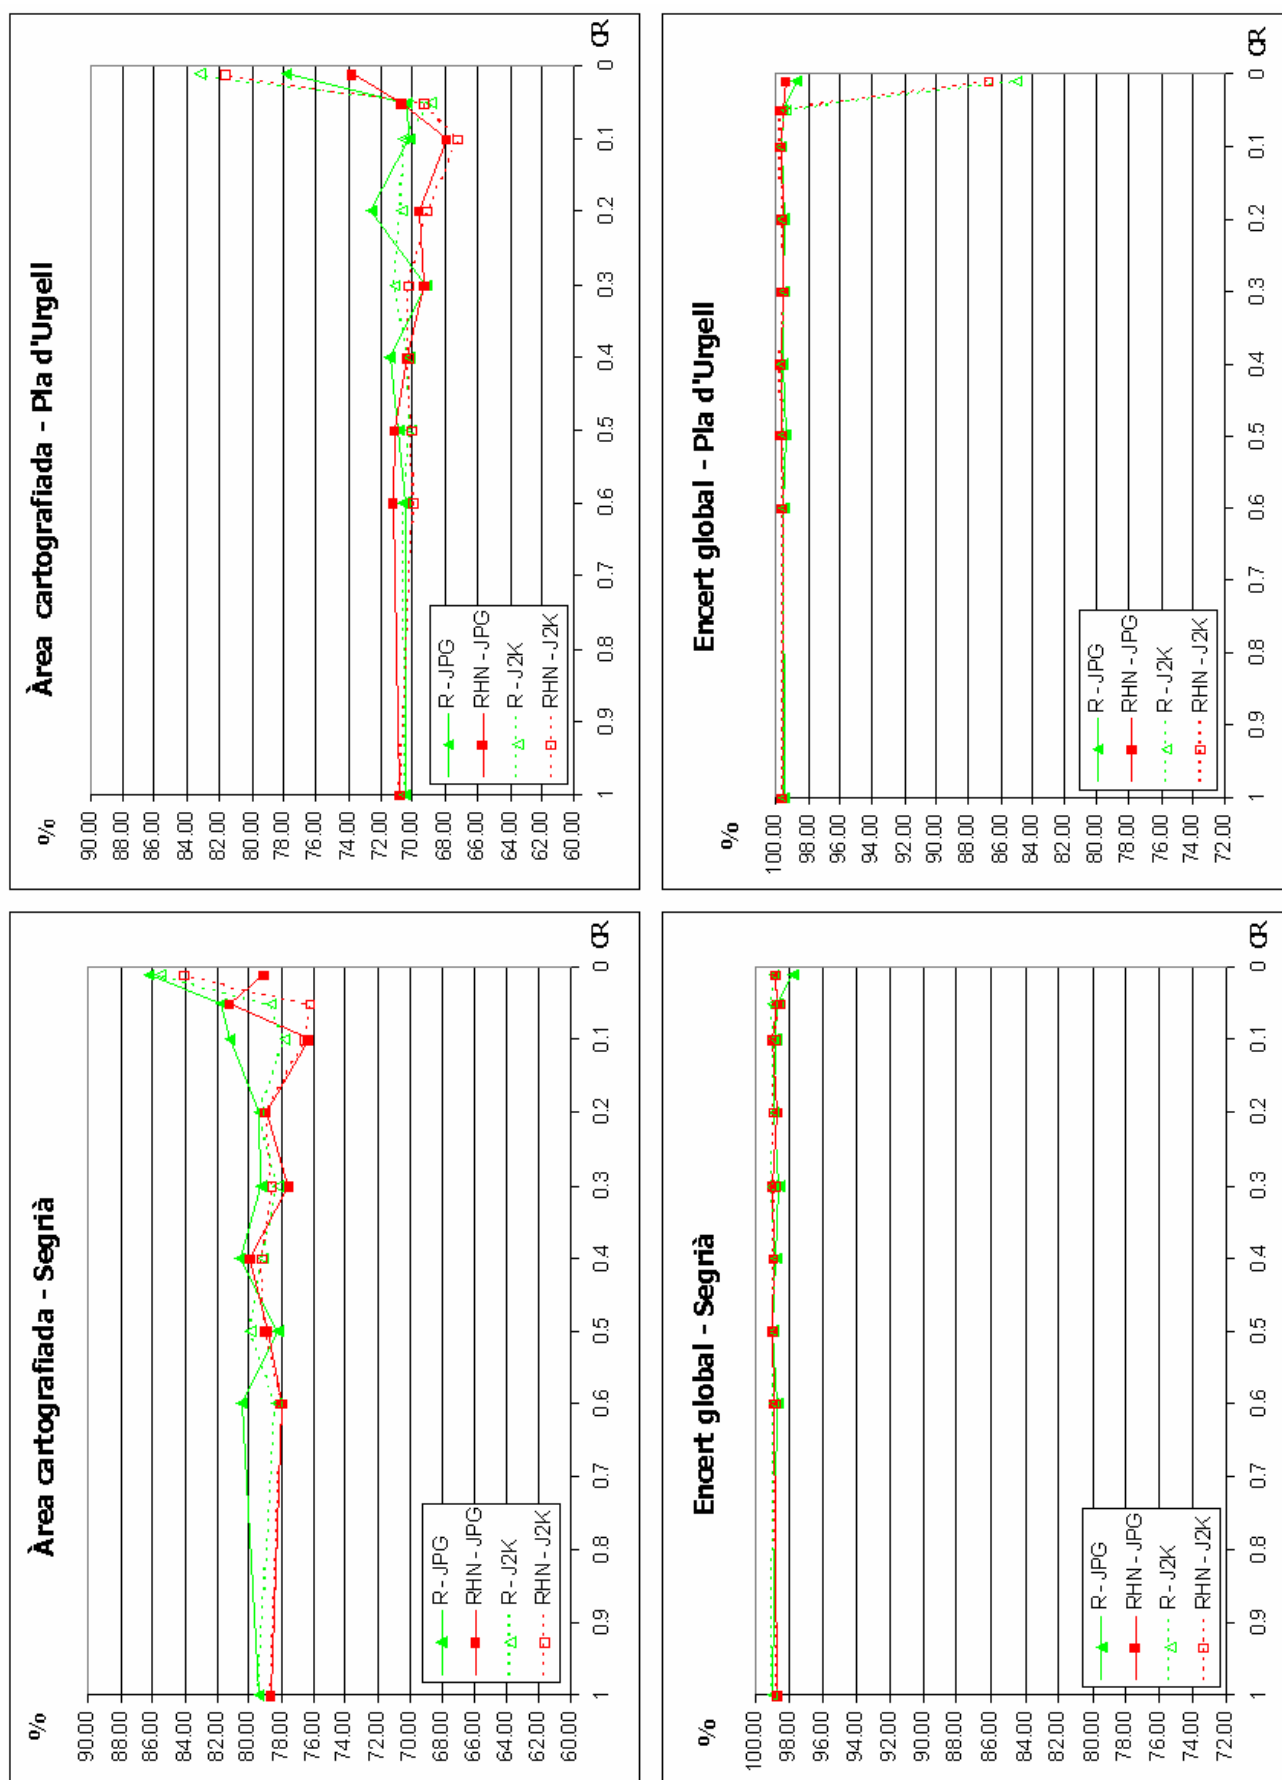 Àrea cartografiada - Segrià
%
90.00
88.00
86.00
84.00
82.00
80.00
78.00
76.00
74.00
72.00
70.00
68.00
66.00
64.00
62.00
60.00
R - JPG
RHN - JPG
R - J2K
RHN - J2K
1 0.9 0.8 0.7 0.6 0.5 0.4 0.3 0.2 0.1 0
CR
Àrea cartografiada - Pla d'Urgell
%
90.00
88.00
86.00
84.00
82.00
80.00
78.00
76.00
74.00
72.00
70.00
68.00
66.00
64.00
62.00
60.00
R - JPG
RHN - JPG
R - J2K
RHN - J2K
1 0.9 0.8 0.7 0.6 0.5 0.4 0.3 0.2 0.1 0
CR
Encert global - Segrià
%
100.00
98.00
96.00
94.00
92.00
90.00
88.00
86.00
84.00
82.00
80.00
78.00
76.00
74.00
72.00
R - JPG
RHN - JPG
R - J2K
RHN - J2K
1 0.9 0.8 0.7 0.6 0.5 0.4 0.3 0.2 0.1 0
CR
Encert global - Pla d'Urgell
%
100.00
98.00
96.00
94.00
92.00
90.00
88.00
86.00
84.00
82.00
80.00
78.00
76.00
74.00
72.00
R - JPG
RHN - JPG
R - J2K
RHN - J2K
1 0.9 0.8 0.7 0.6 0.5 0.4 0.3 0.2 0.1 0
CR